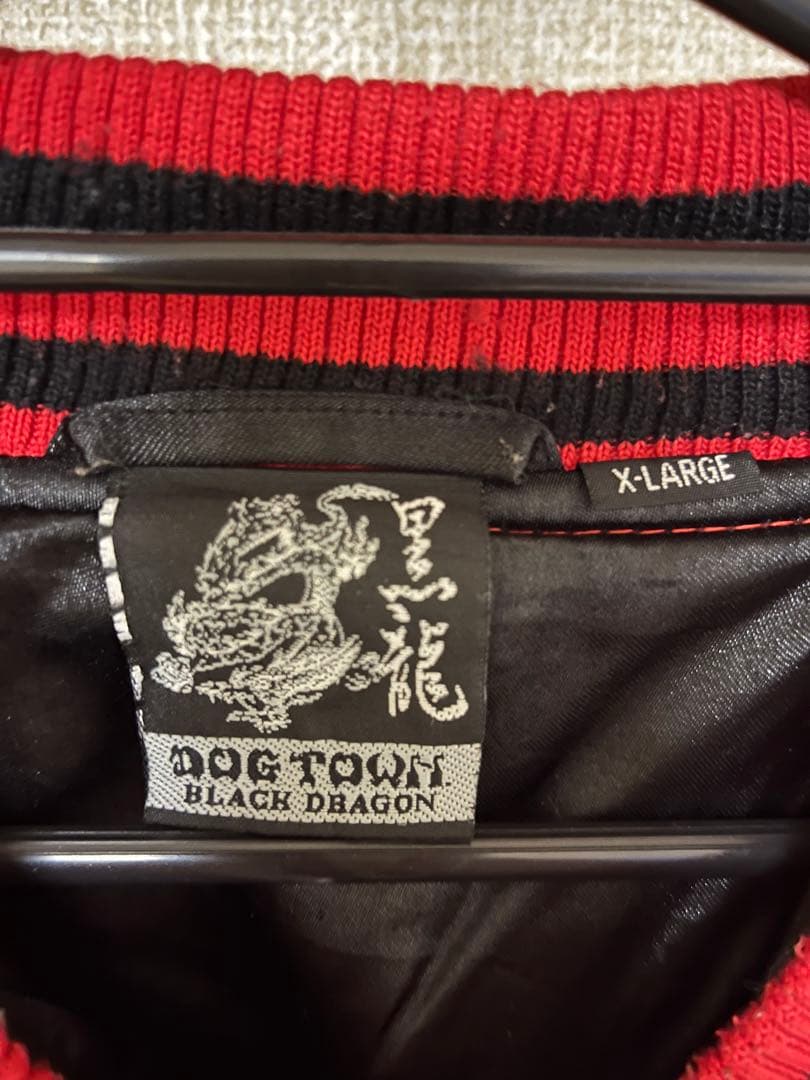 X-LARGE
黒龍
DOG TOWN
BLACK DRAGON